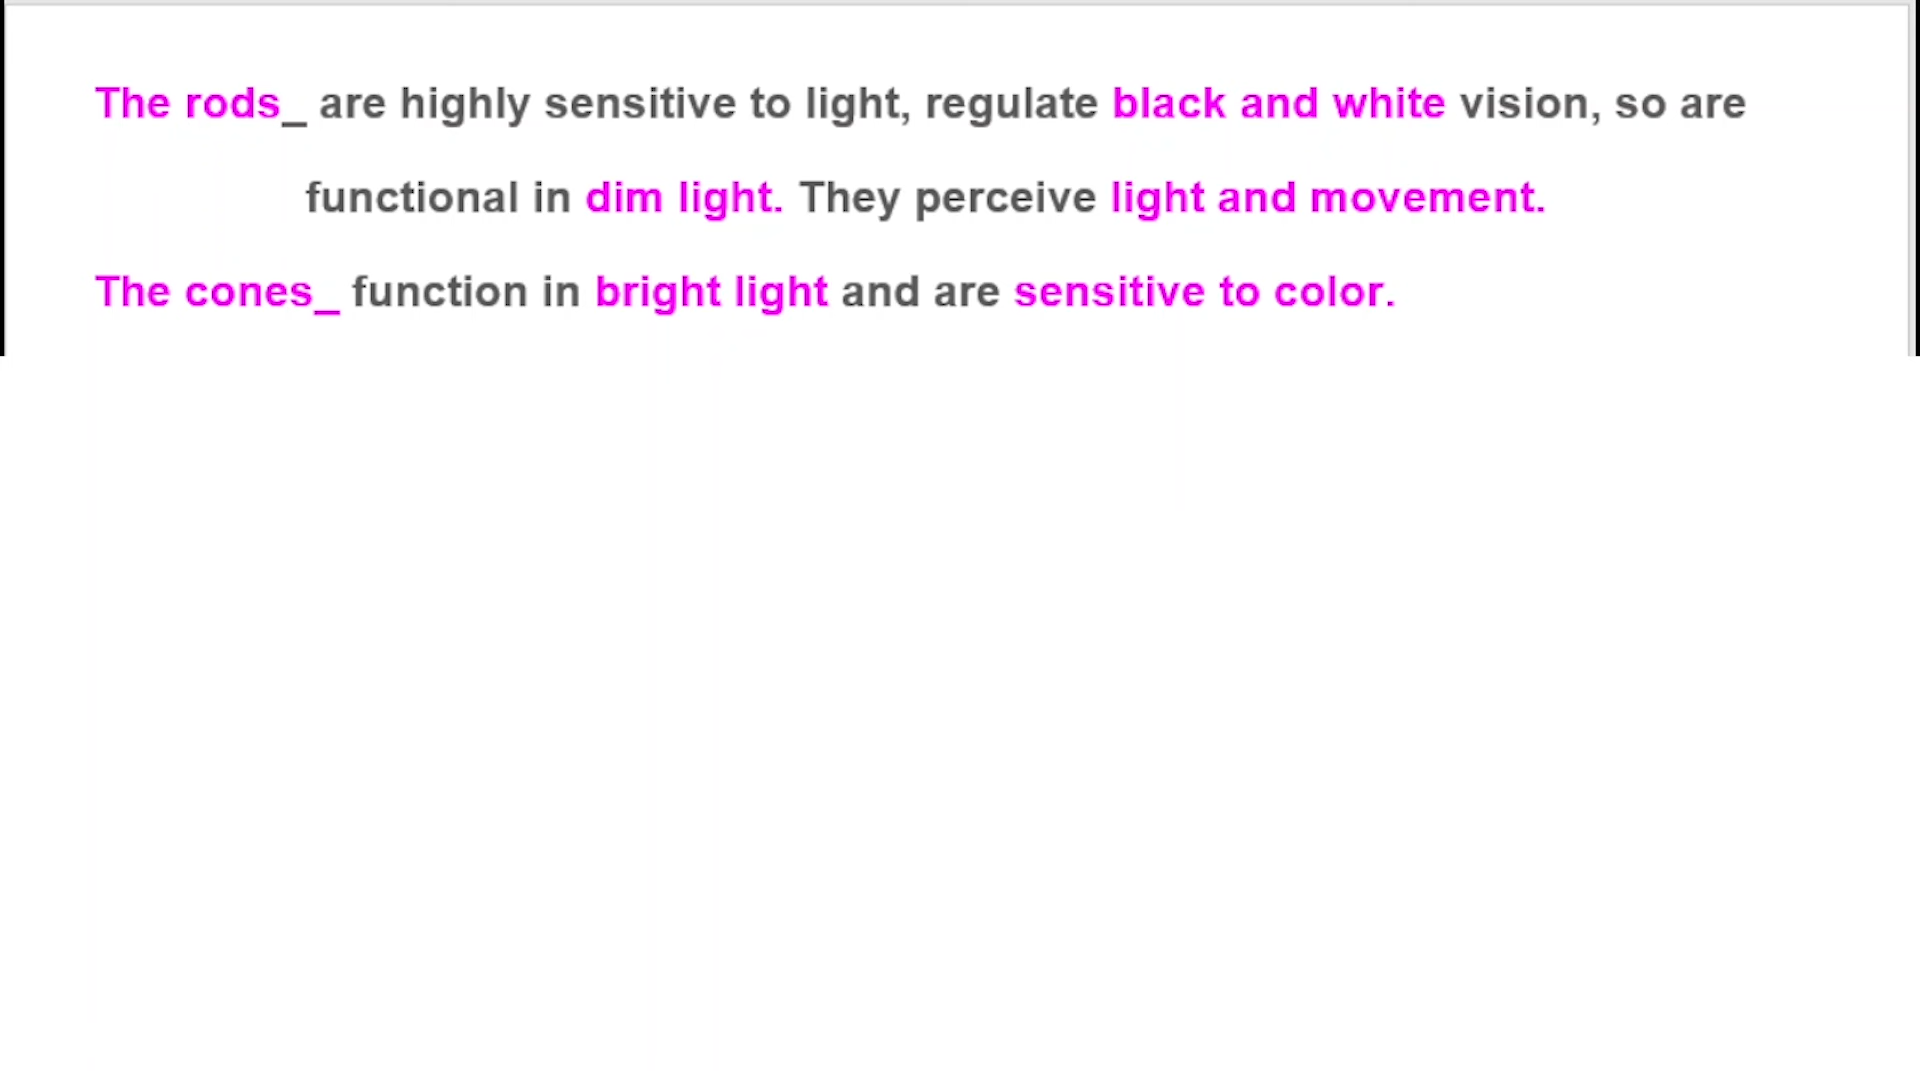 The rods_ are highly sensitive to light, regulate black and white vision, so are
functional in dim light. They perceive light and movement.
The cones_ function in bright light and are sensitive to color.